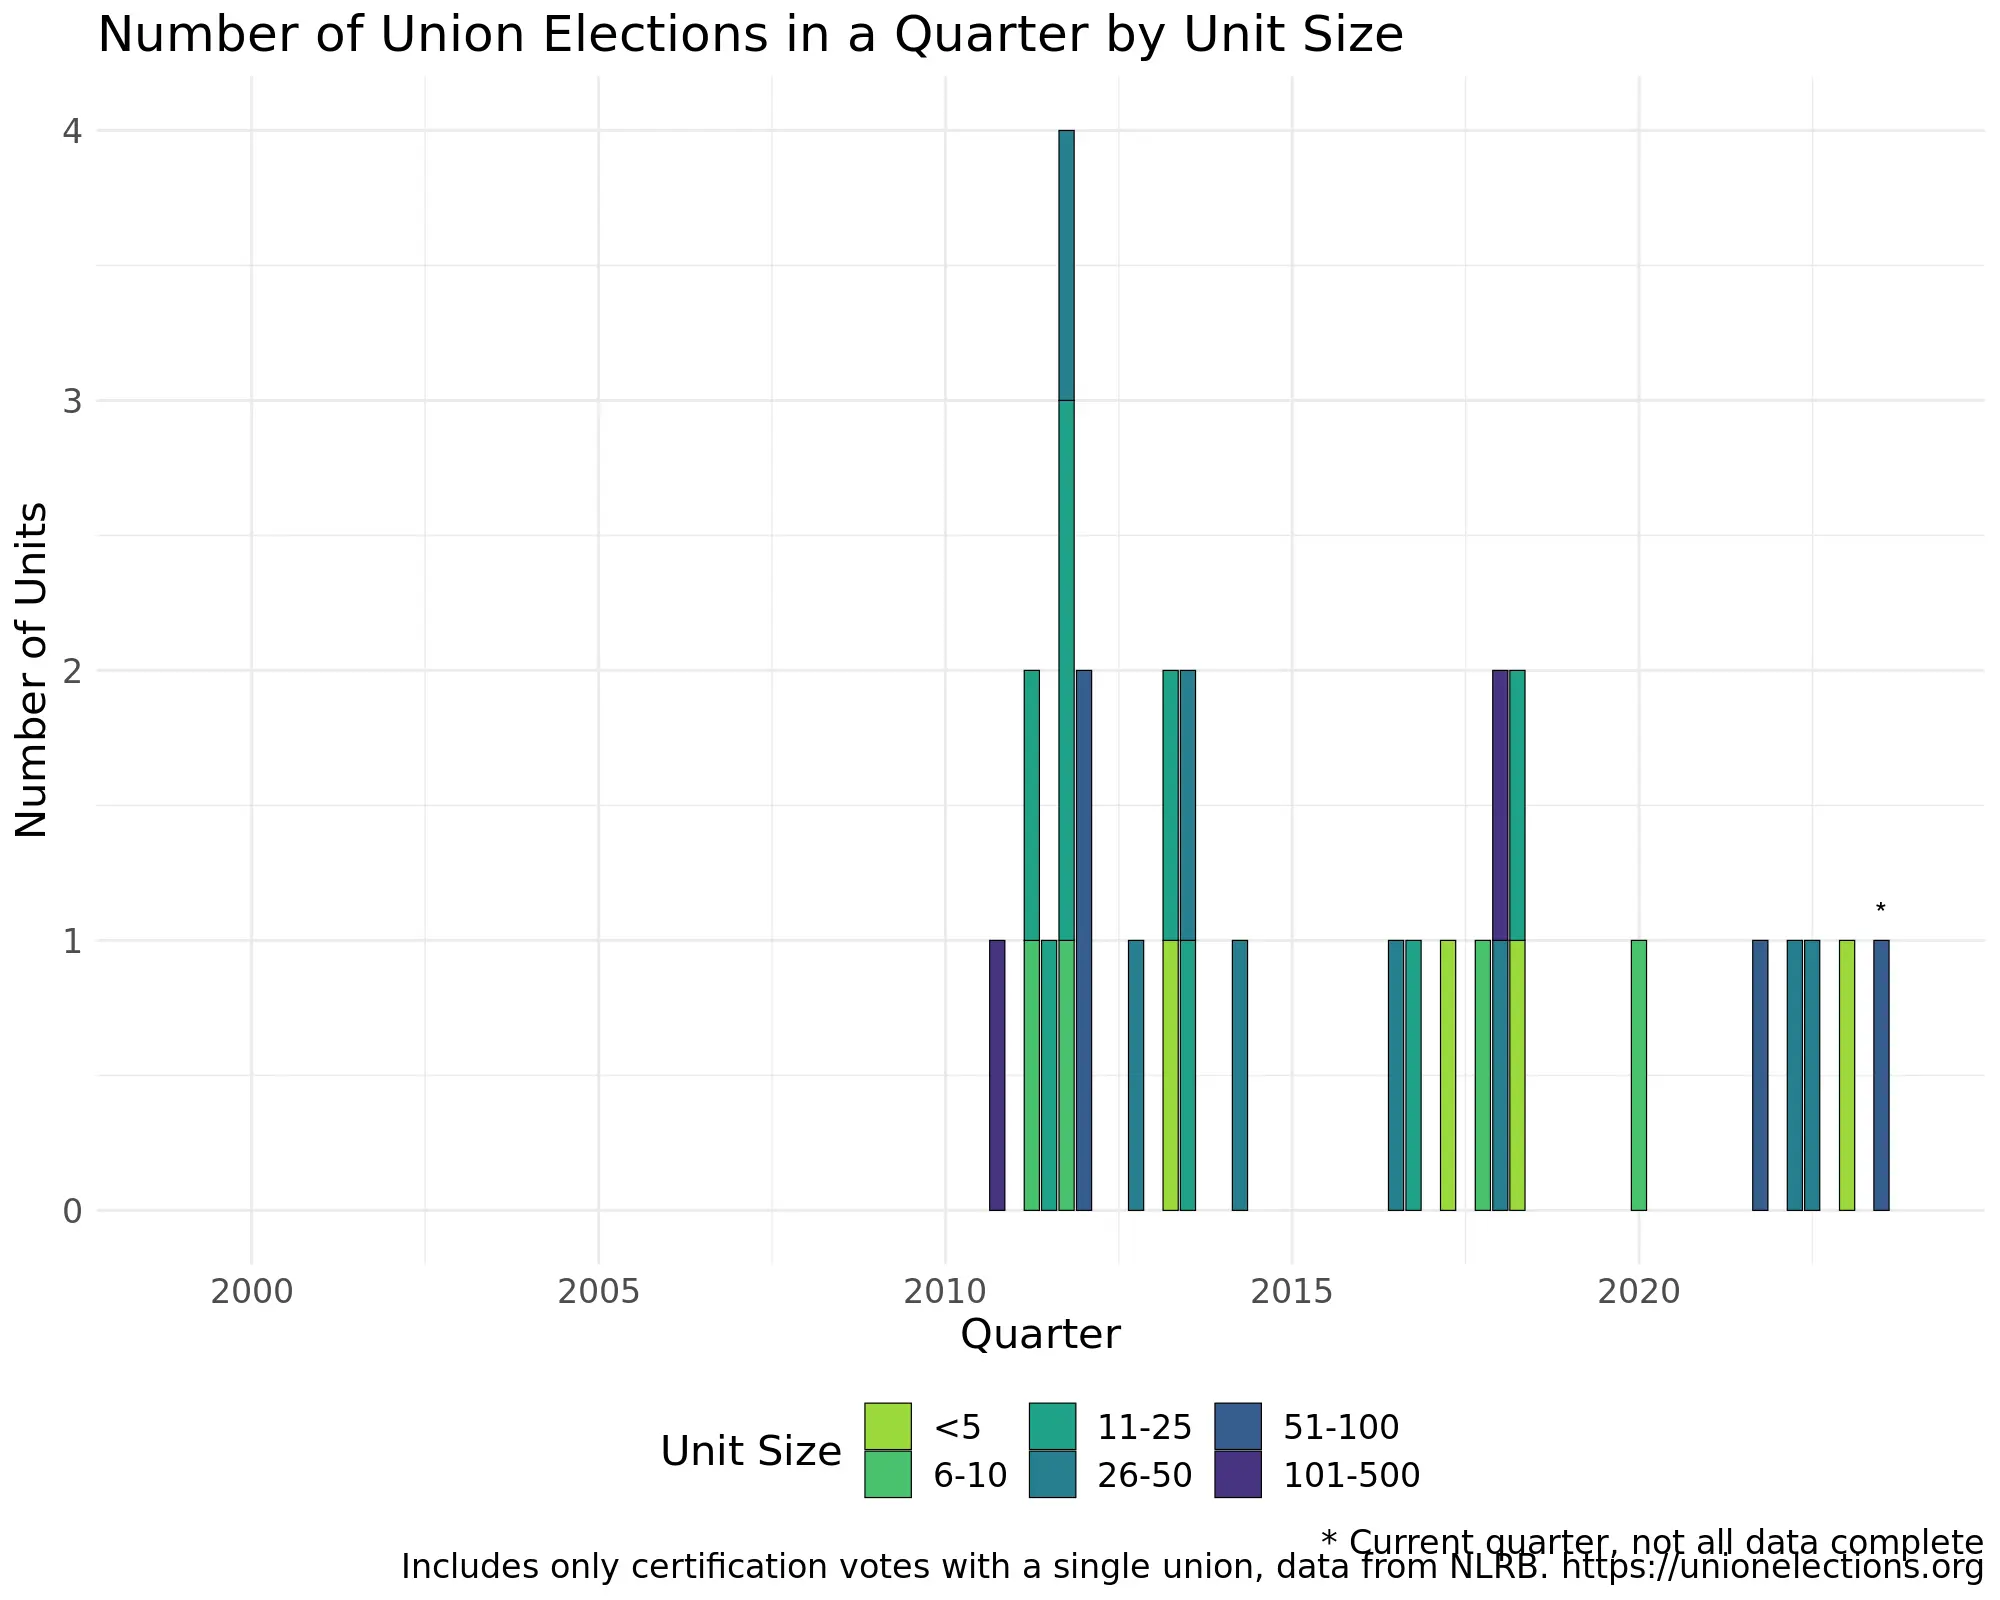 Number of Union Elections in a Quarter by Unit Size
4
3
2
1
0
Number of Units
*
2000 2005 2010 2015 2020
Quarter
Unit Size
<5 11-25 51-100
6-10 26-50 101-500
* Current quarter, not all data complete
Includes only certification votes with a single union, data from NLRB. https://unionelections.org